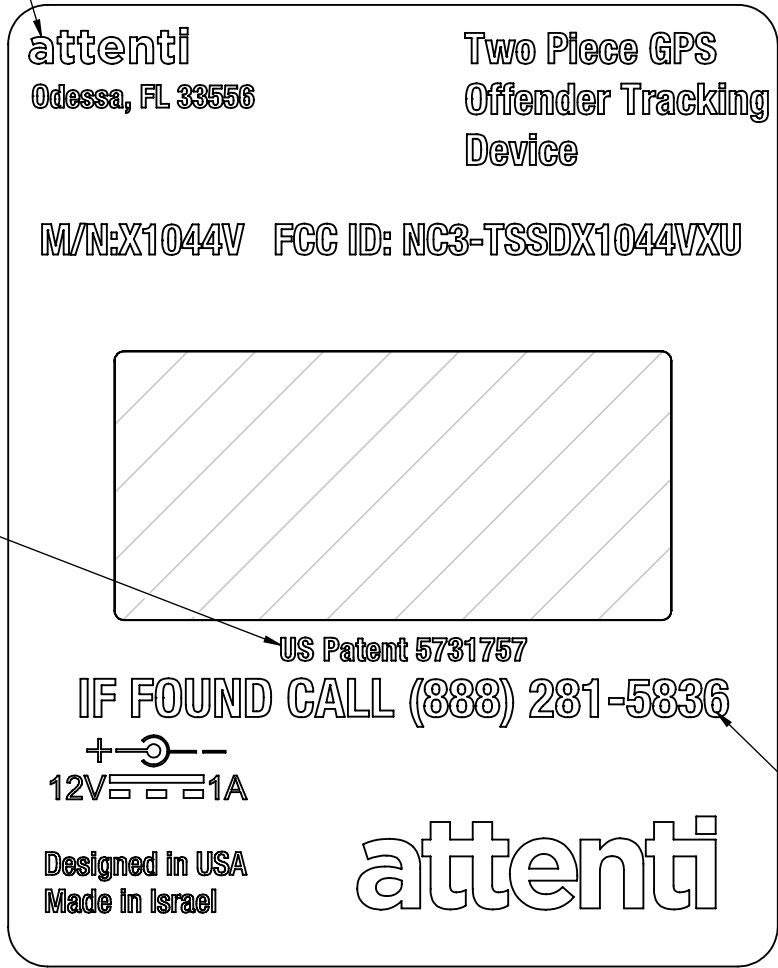 attenti
Odessa, FL 33556
Two Piece GPS
Offender Tracking
Device
M/N:X1044V FCC ID: NC3-TSSDX1044VXU
US Patent 5731757
IF FOUND CALL (888) 281-5836
12V 1A
Designed in USA
Made in Israel
attenti